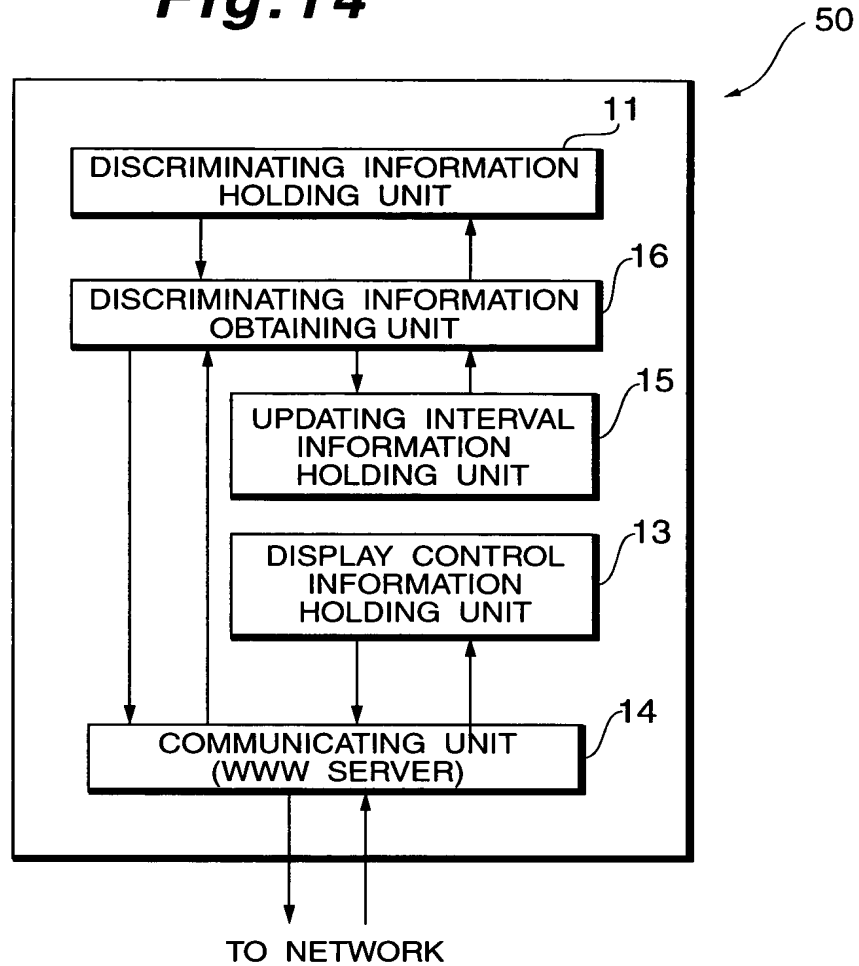 Fig. 14
50
11
DISCRIMINATING INFORMATION
HOLDING UNIT
16
DISCRIMINATING INFORMATION
OBTAINING UNIT
15
UPDATING INTERVAL
INFORMATION
HOLDING UNIT
13
DISPLAY CONTROL
INFORMATION
HOLDING UNIT
14
COMMUNICATING UNIT
(WWW SERVER)
TO NETWORK